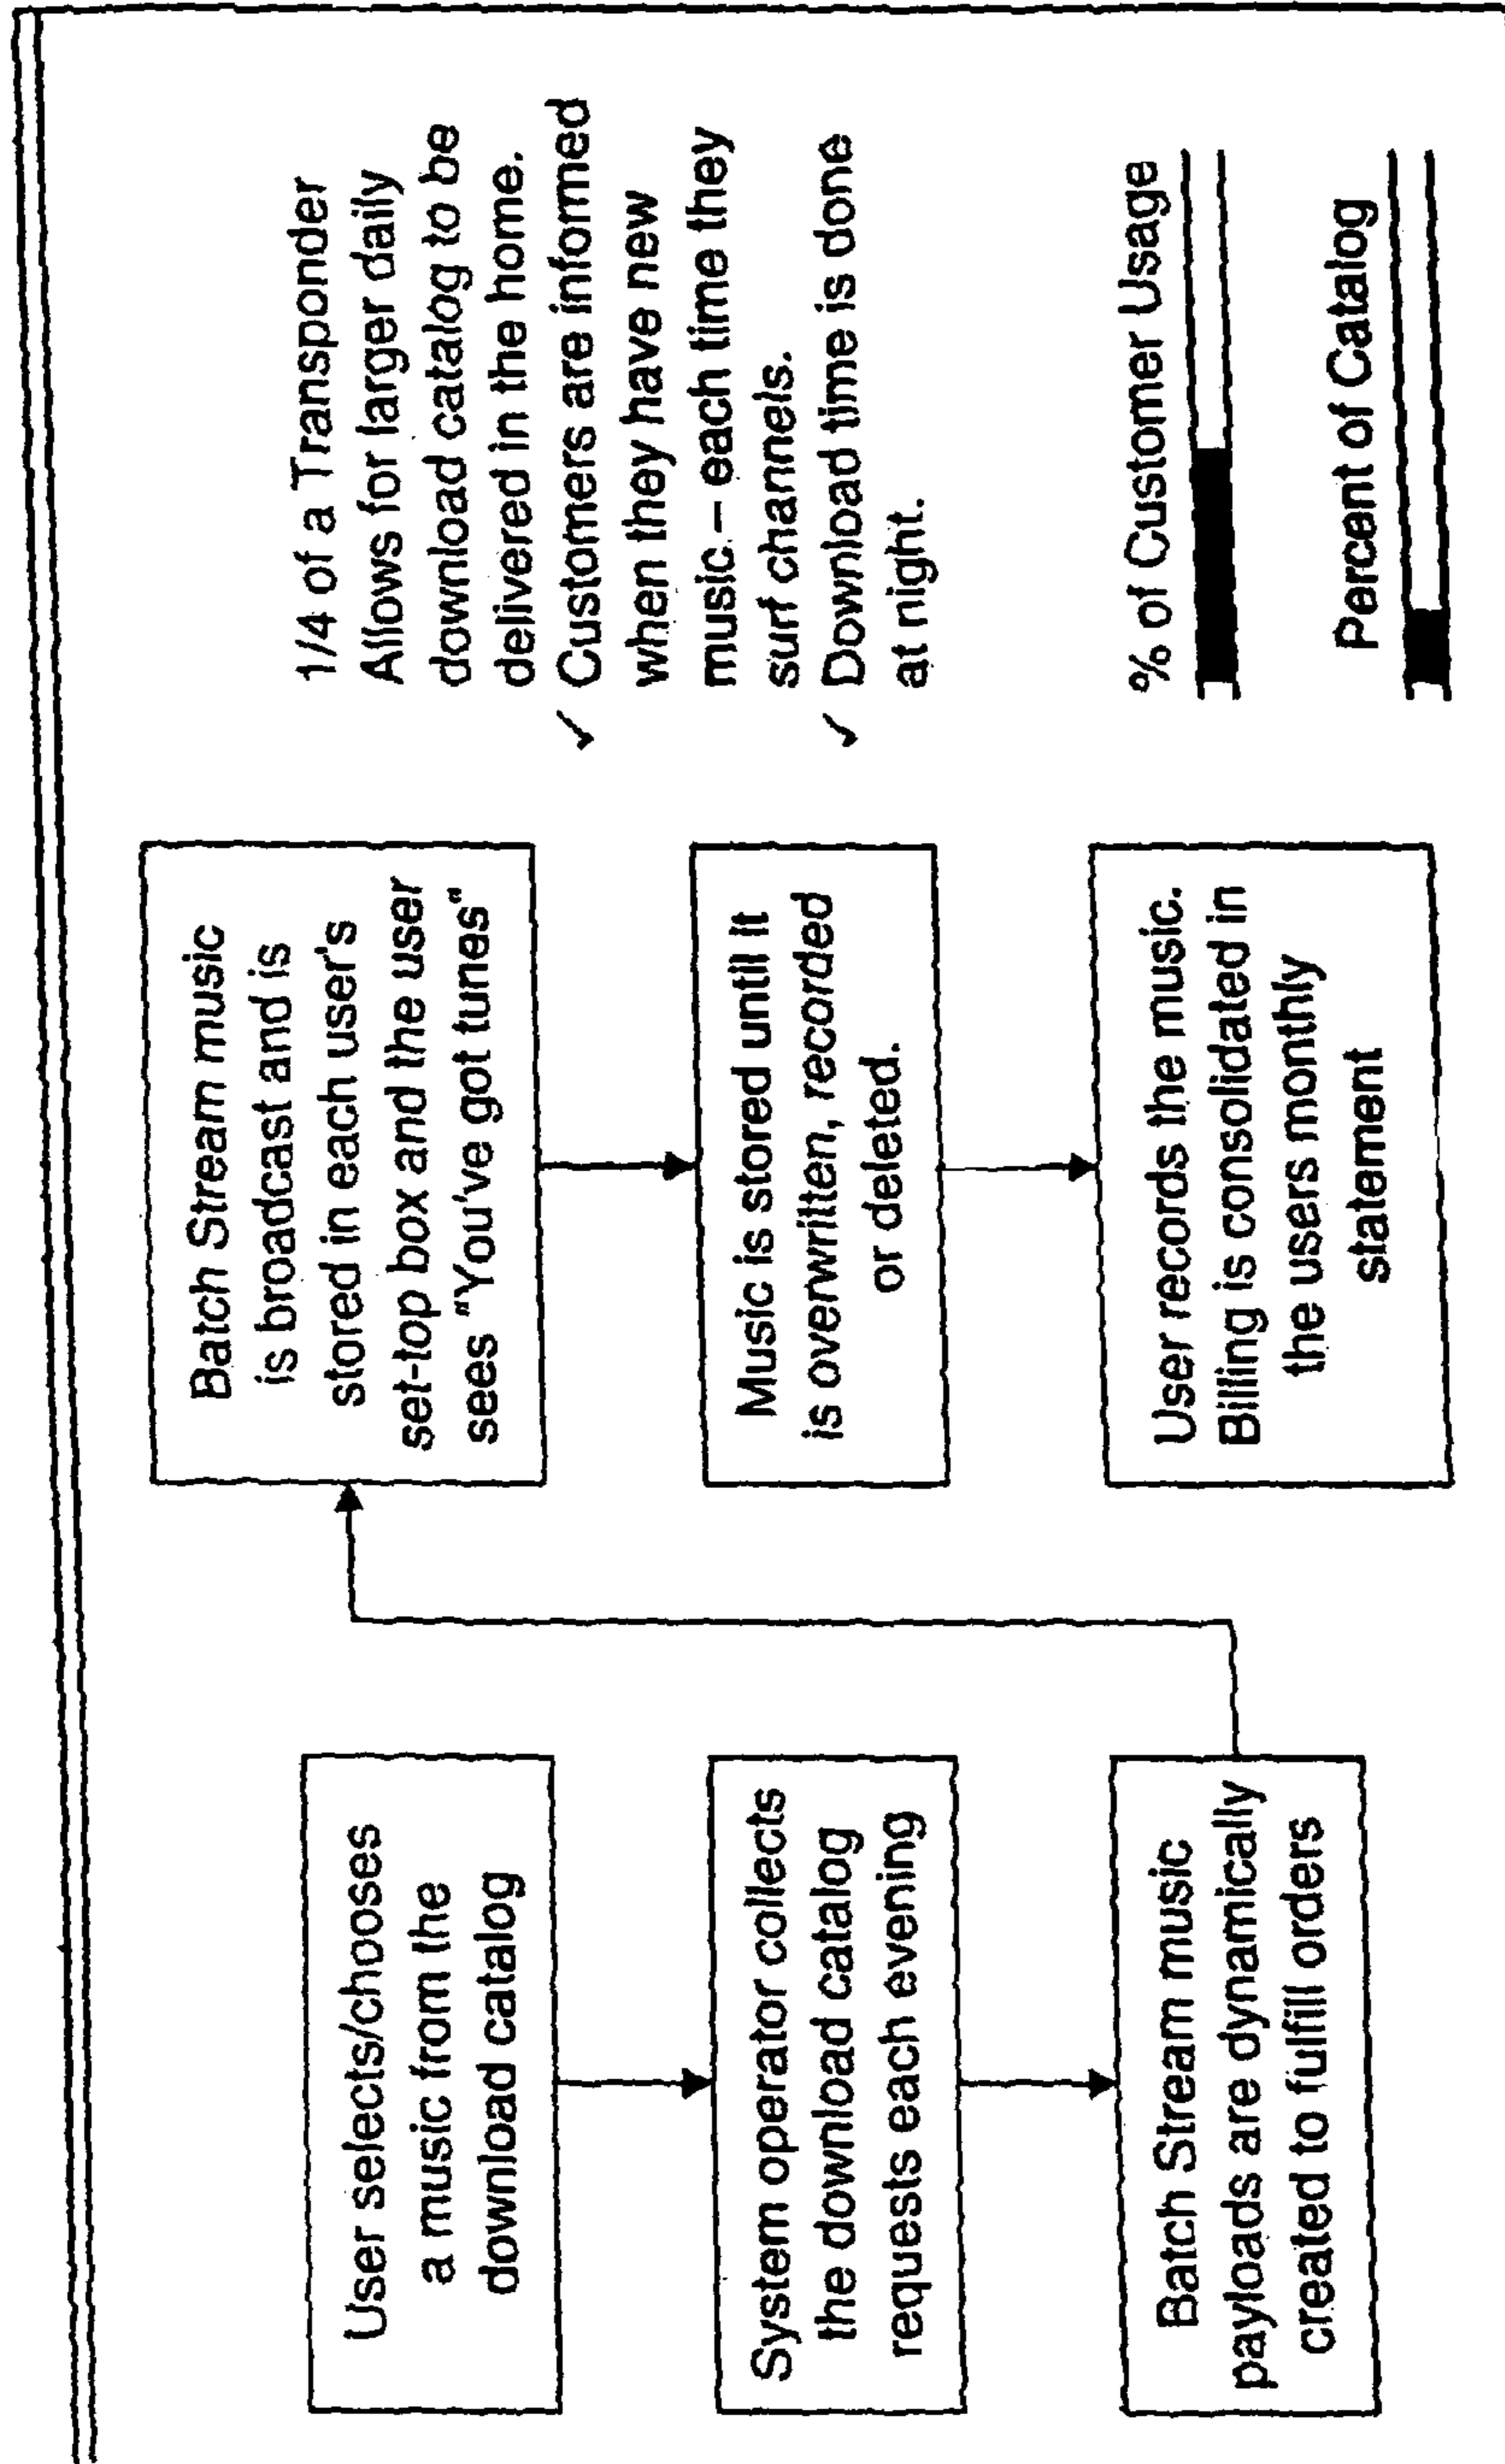 User selects/chooses
a music from the
download catalog
System operator collects
the download catalog
requests each evening
Batch Stream music
payloads are dynamically
created to fulfill orders
Batch Stream music
is broadcast and is
stored in each user's
set-top box and the user
sees "You've got tunes"
Music is stored until it
is overwritten, recorded
or deleted.
User records the music.
Billing is consolidated in
the users monthly
statement
1/4 of a Transponder
Allows for larger daily
download catalog to be
delivered in the home.
✓ Customers are informed
when they have new
music – each time they
surf channels.
✓ Download time is done
at night.
% of Customer Usage
Percent of Catalog